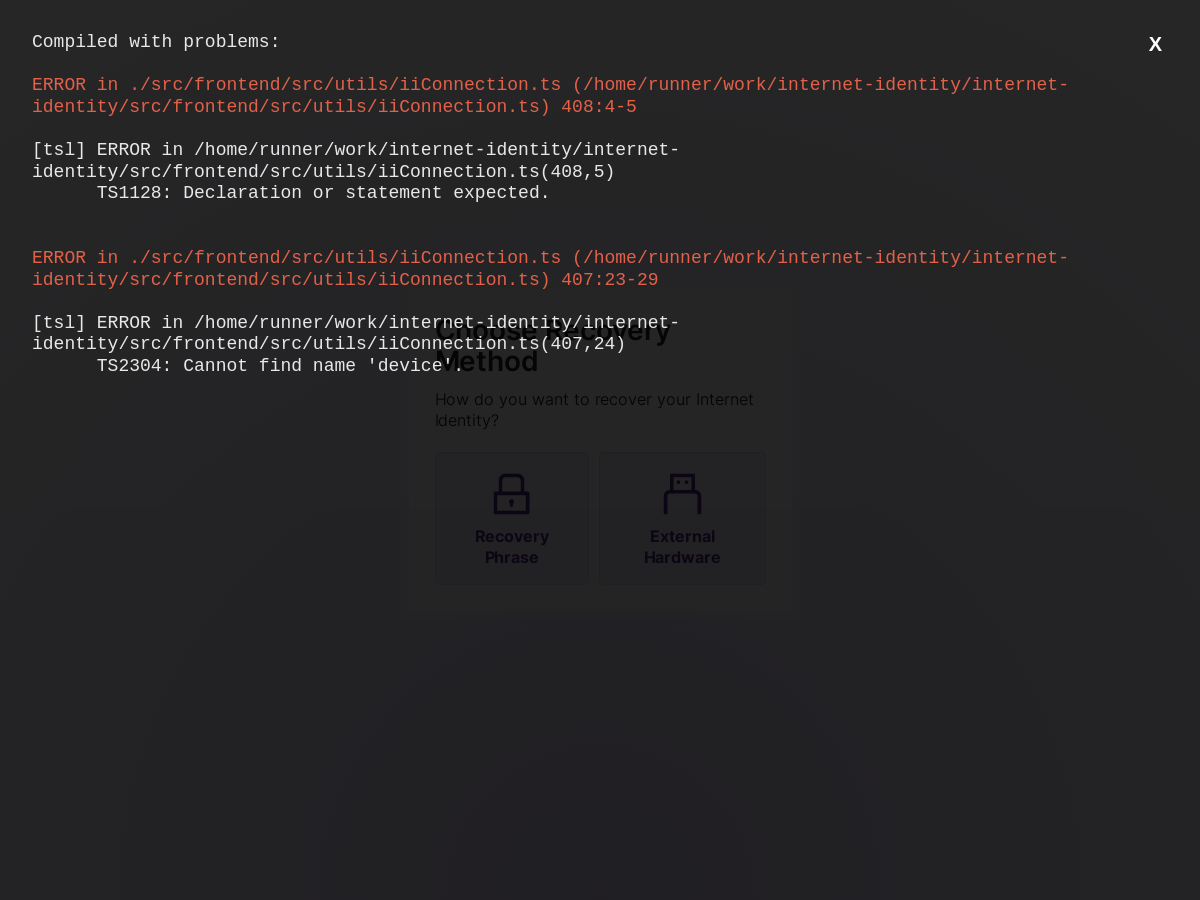 Compiled with problems:
X
ERROR in ./src/frontend/src/utils/iiConnection.ts (/home/runner/work/internet-identity/internet-
identity/src/frontend/src/utils/iiConnection.ts) 408:4-5
[tsl] ERROR in /home/runner/work/internet-identity/internet-
identity/src/frontend/src/utils/iiConnection.ts(408,5)
TS1128: Declaration or statement expected.
ERROR in ./src/frontend/src/utils/iiConnection.ts (/home/runner/work/internet-identity/internet-
identity/src/frontend/src/utils/iiConnection.ts) 407:23-29
[tsl] ERROR in /home/runner/work/internet-identity/internet-
identity/src/frontend/src/utils/iiConnection.ts(407,24)
TS2304: Cannot find name 'device'.
Choose Recovery
Method
How do you want to recover your Internet
Identity?
Recovery
Phrase
External
Hardware